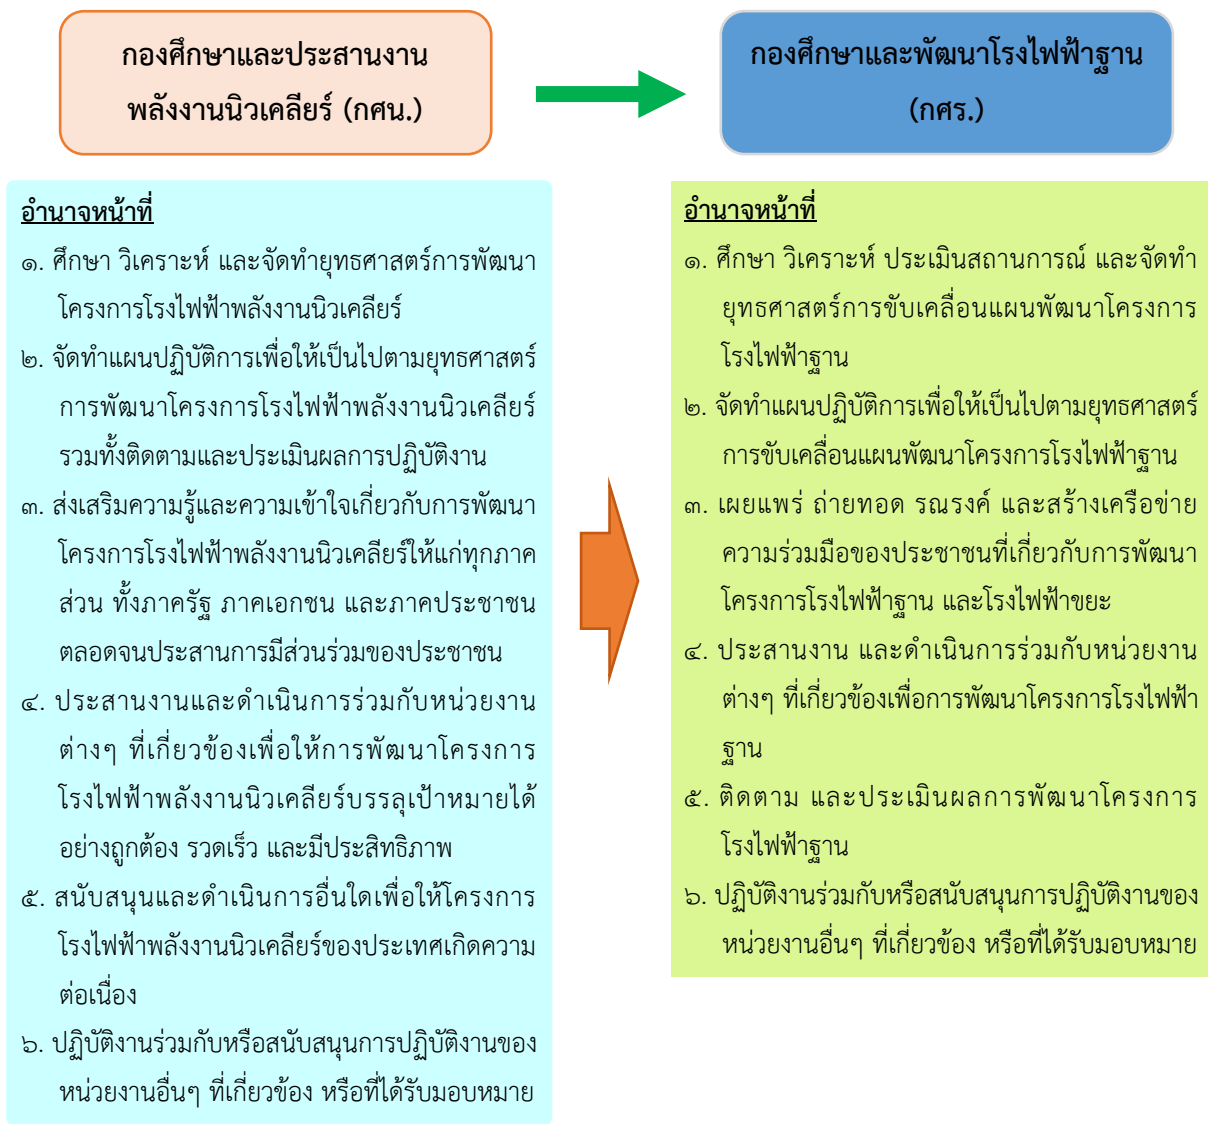 กองศึกษาและประสานงาน
พลังงานนิวเคลียร์ (กศน.)
กองศึกษาและพัฒนาโรงไฟฟ้าฐาน
(กศร.)
อำนาจหน้าที่
๑. ศึกษา วิเคราะห์ และจัดทำยุทธศาสตร์การพัฒนา
โครงการโรงไฟฟ้าพลังงานนิวเคลียร์
๒. จัดทำแผนปฏิบัติการเพื่อให้เป็นไปตามยุทธศาสตร์
การพัฒนาโครงการโรงไฟฟ้าพลังงานนิวเคลียร์
รวมทั้งติดตามและประเมินผลการปฏิบัติงาน
๓. ส่งเสริมความรู้และความเข้าใจเกี่ยวกับการพัฒนา
โครงการโรงไฟฟ้าพลังงานนิวเคลียร์ให้แก่ทุกภาค
ส่วน ทั้งภาครัฐ ภาคเอกชน และภาคประชาชน
ตลอดจนประสานการมีส่วนร่วมของประชาชน
๔. ประสานงานและดำเนินการร่วมกับหน่วยงาน
ต่างๆ ที่เกี่ยวข้องเพื่อให้การพัฒนาโครงการ
โรงไฟฟ้าพลังงานนิวเคลียร์บรรลุเป้าหมายได้
อย่างถูกต้อง รวดเร็ว และมีประสิทธิภาพ
๕. สนับสนุนและดำเนินการอื่นใดเพื่อให้โครงการ
โรงไฟฟ้าพลังงานนิวเคลียร์ของประเทศเกิดความ
ต่อเนื่อง
๖. ปฏิบัติงานร่วมกับหรือสนับสนุนการปฏิบัติงานของ
หน่วยงานอื่นๆ ที่เกี่ยวข้อง หรือที่ได้รับมอบหมาย
อำนาจหน้าที่
๑. ศึกษา วิเคราะห์ ประเมินสถานการณ์ และจัดทำ
ยุทธศาสตร์การขับเคลื่อนแผนพัฒนาโครงการ
โรงไฟฟ้าฐาน
๒. จัดทำแผนปฏิบัติการเพื่อให้เป็นไปตามยุทธศาสตร์
การขับเคลื่อนแผนพัฒนาโครงการโรงไฟฟ้าฐาน
๓. เผยแพร่ ถ่ายทอด รณรงค์ และสร้างเครือข่าย
ความร่วมมือของประชาชนที่เกี่ยวกับการพัฒนา
โครงการโรงไฟฟ้าฐาน และโรงไฟฟ้าขยะ
๔. ประสานงาน และดำเนินการร่วมกับหน่วยงาน
ต่างๆ ที่เกี่ยวข้องเพื่อการพัฒนาโครงการโรงไฟฟ้า
ฐาน
๕. ติดตาม และประเมินผลการพัฒนาโครงการ
โรงไฟฟ้าฐาน
๖. ปฏิบัติงานร่วมกับหรือสนับสนุนการปฏิบัติงานของ
หน่วยงานอื่นๆ ที่เกี่ยวข้อง หรือที่ได้รับมอบหมาย